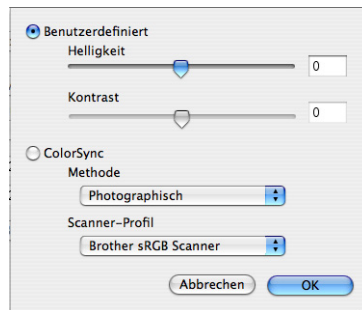 Benutzerdefiniert
Helligkeit
0
Kontrast
0
ColorSync
Methode
Photographisch
Scanner-Profil
Brother sRGB Scanner
Abbrechen
OK